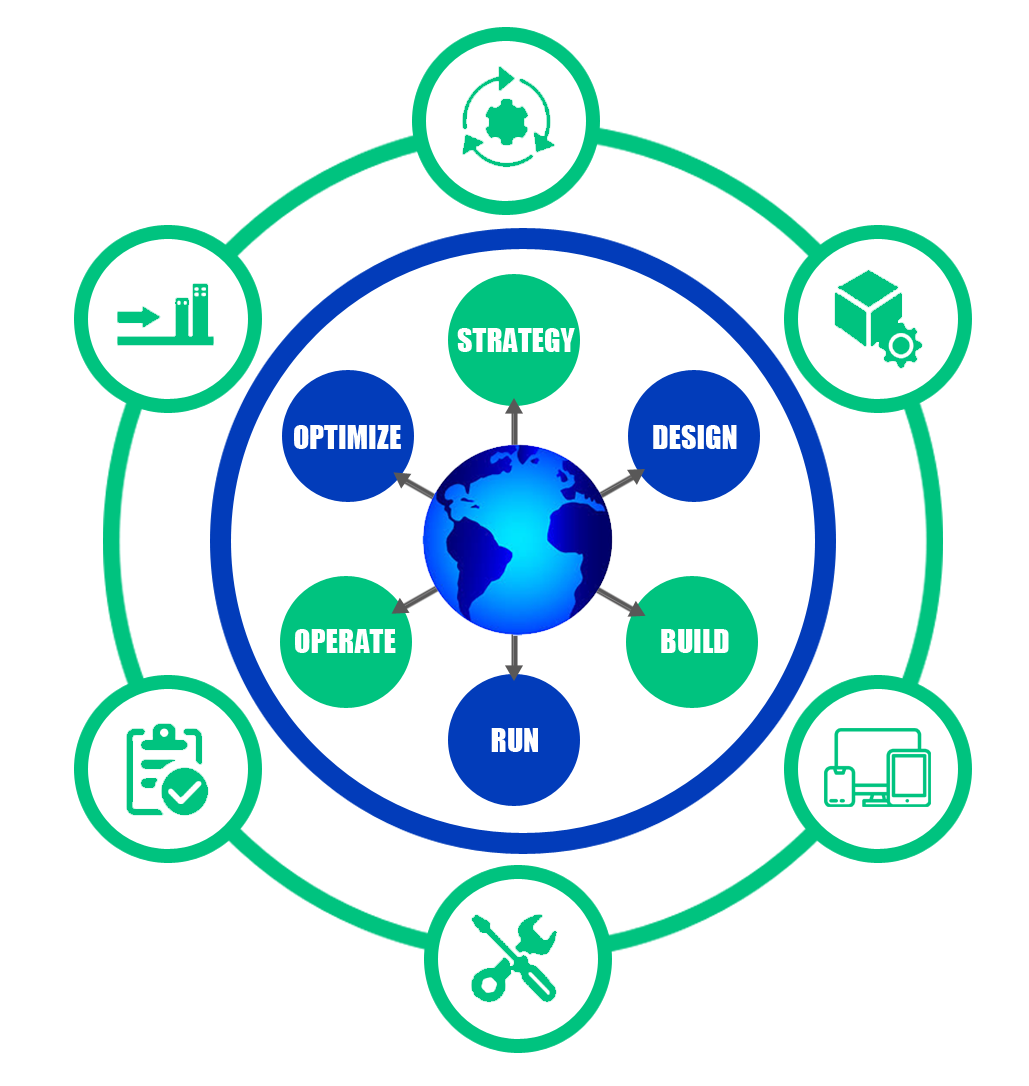 STRATEGY
OPTIMIZE
DESIGN
OPERATE
BUILD
RUN